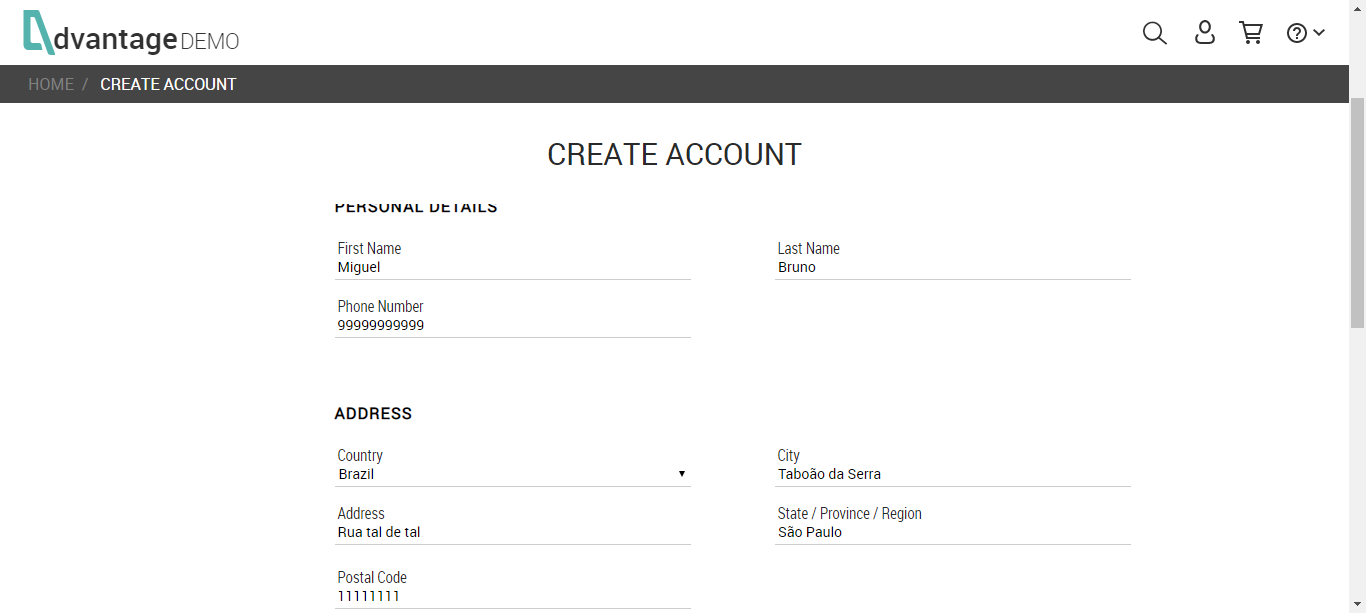 dvantage DEMO
HOME / CREATE ACCOUNT
CREATE ACCOUNT
PERSONAL DETAILS
First Name
Miguel
Last Name
Bruno
Phone Number
99999999999
ADDRESS
Country
Brazil
City
Taboão da Serra
Address
Rua tal de tal
State / Province / Region
São Paulo
Postal Code
11111111